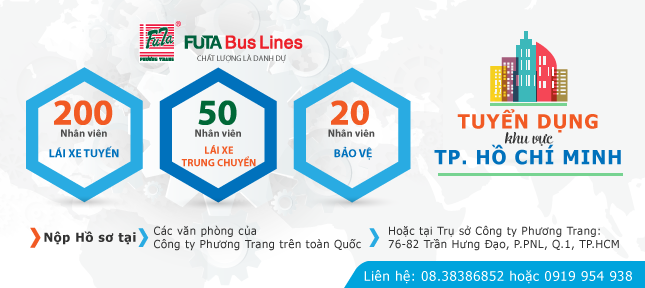 FuTa
PHƯƠNG TRANG
®
FUTA Bus Lines
CHẤT LƯỢNG LÀ DANH DỰ
200
Nhân viên
LÁI XE TUYẾN
50
Nhân viên
LÁI XE
TRUNG CHUYỂN
20
Nhân viên
BẢO VỆ
TUYỂN DỤNG
khu vực
TP. HỒ CHÍ MINH
Nộp Hồ sơ tại
Các văn phòng của
Công ty Phương Trang trên toàn Quốc
Hoặc tại Trụ sở Công ty Phương Trang:
76-82 Trần Hưng Đạo, P.PNL, Q.1, TP.HCM
Liên hệ: 08.38386852 hoặc 0919 954 938